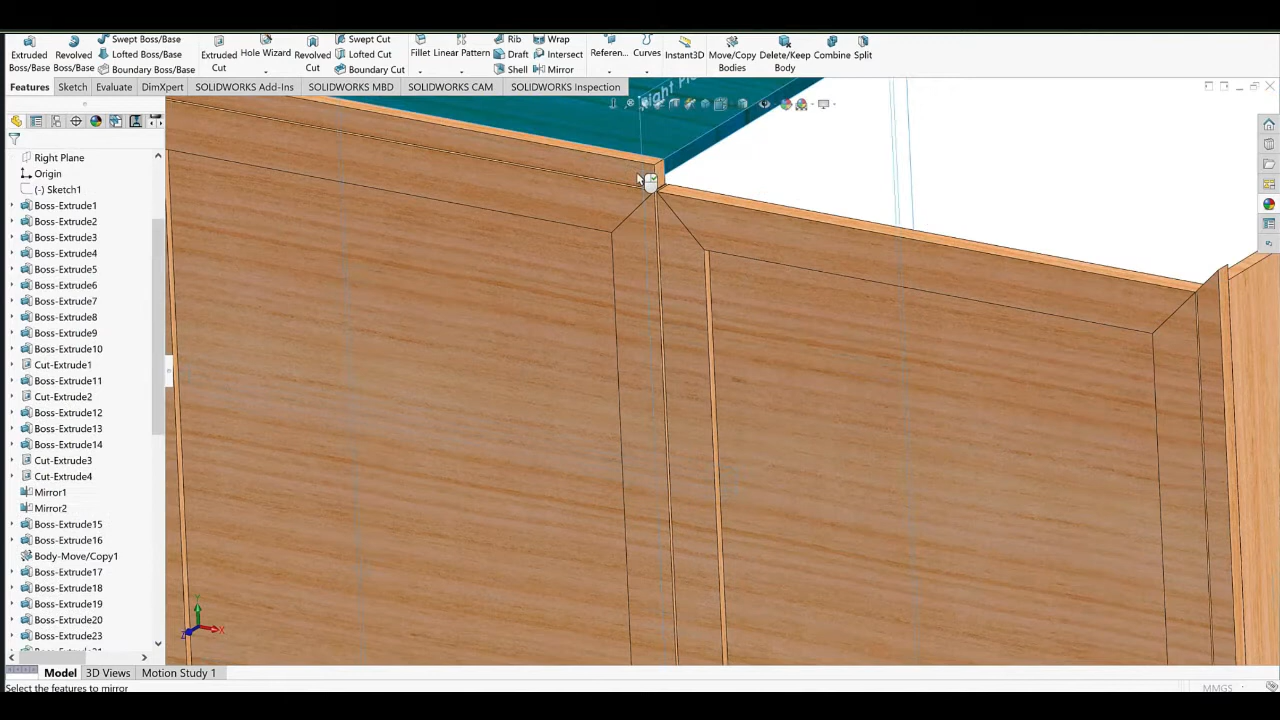 Swept Boss/Base
Swept Cut
Rib
Wrap
Extruded Boss/Base
Revolved Boss/Base
Lofted Boss/Base
Extruded Cut
Hole Wizard
Revolved Cut
Lofted Cut
Fillet
Linear Pattern
Draft
Intersect
Referen...
Curves
Instant3D
Move/Copy Bodies
Delete/Keep Body
Combine
Split
Boundary Boss/Base
Boundary Cut
Shell
Mirror
Features
Sketch
Evaluate
DimXpert
SOLIDWORKS Add-Ins
SOLIDWORKS MBD
SOLIDWORKS CAM
SOLIDWORKS Inspection
Right Plane
Origin
(-) Sketch1
Boss-Extrude1
Boss-Extrude2
Boss-Extrude3
Boss-Extrude4
Boss-Extrude5
Boss-Extrude6
Boss-Extrude7
Boss-Extrude8
Boss-Extrude9
Boss-Extrude10
Cut-Extrude1
Boss-Extrude11
Cut-Extrude2
Boss-Extrude12
Boss-Extrude13
Boss-Extrude14
Cut-Extrude3
Cut-Extrude4
Mirror1
Mirror2
Boss-Extrude15
Boss-Extrude16
Body-Move/Copy1
Boss-Extrude17
Boss-Extrude18
Boss-Extrude19
Boss-Extrude20
Boss-Extrude23
Y
X
Z
Model
3D Views
Motion Study 1
Select the features to mirror
MMGS